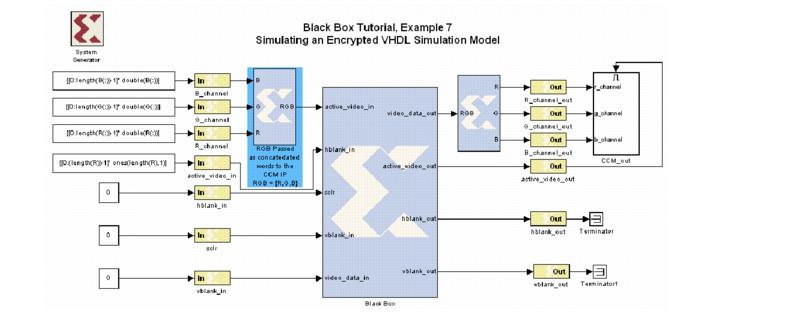 Black Box Tutorial, Example 7
Simulating an Encrypted VHDL Simulation Model
System
Generator
[[0:length(B(:))-1]' double(B(:))]
In
B_channel
[[0:length(G(:))-1]' double(G(:))]
In
G_channel
[[0:length(R(:))-1]' double(R(:))]
In
R_channel
[[0:(length(R))-1]' ones(length(R),1)]
In
active_video_in
0
In
hblank_in
0
In
sclr
0
In
vblank_in
B
G
R
RGB
RGB Passed
as concatedated
words to the
CCM IP
RGB = [R,G,B]
active_video_in
hblank_in
sclr
vblank_in
video_data_in
video_data_out
active_video_out
hblank_out
vblank_out
Black Box
RGB
R
G
B
Out
R_channel_out
Out
G_channel_out
Out
B_channel_out
Out
active_video_out
r_channel
g_channel
b_channel
CCM_out
Out
hblank_out
Terminator
Out
vblank_out
Terminator1